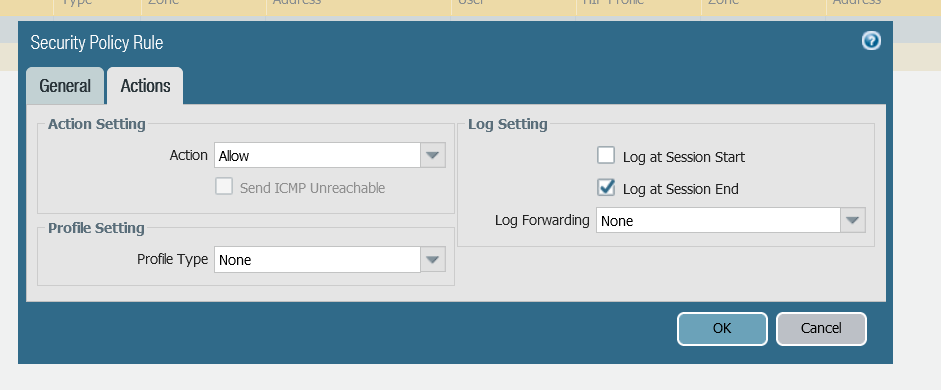 Type Zone Address User HIP Profile Zone Address
Security Policy Rule
General Actions
Action Setting
Action Allow
Send ICMP Unreachable
Profile Setting
Profile Type None
Log Setting
Log at Session Start
Log at Session End
Log Forwarding None
OK Cancel